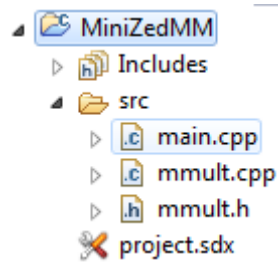 MiniZedMM
Includes
src
main.cpp
mmult.cpp
mmult.h
project.sdx